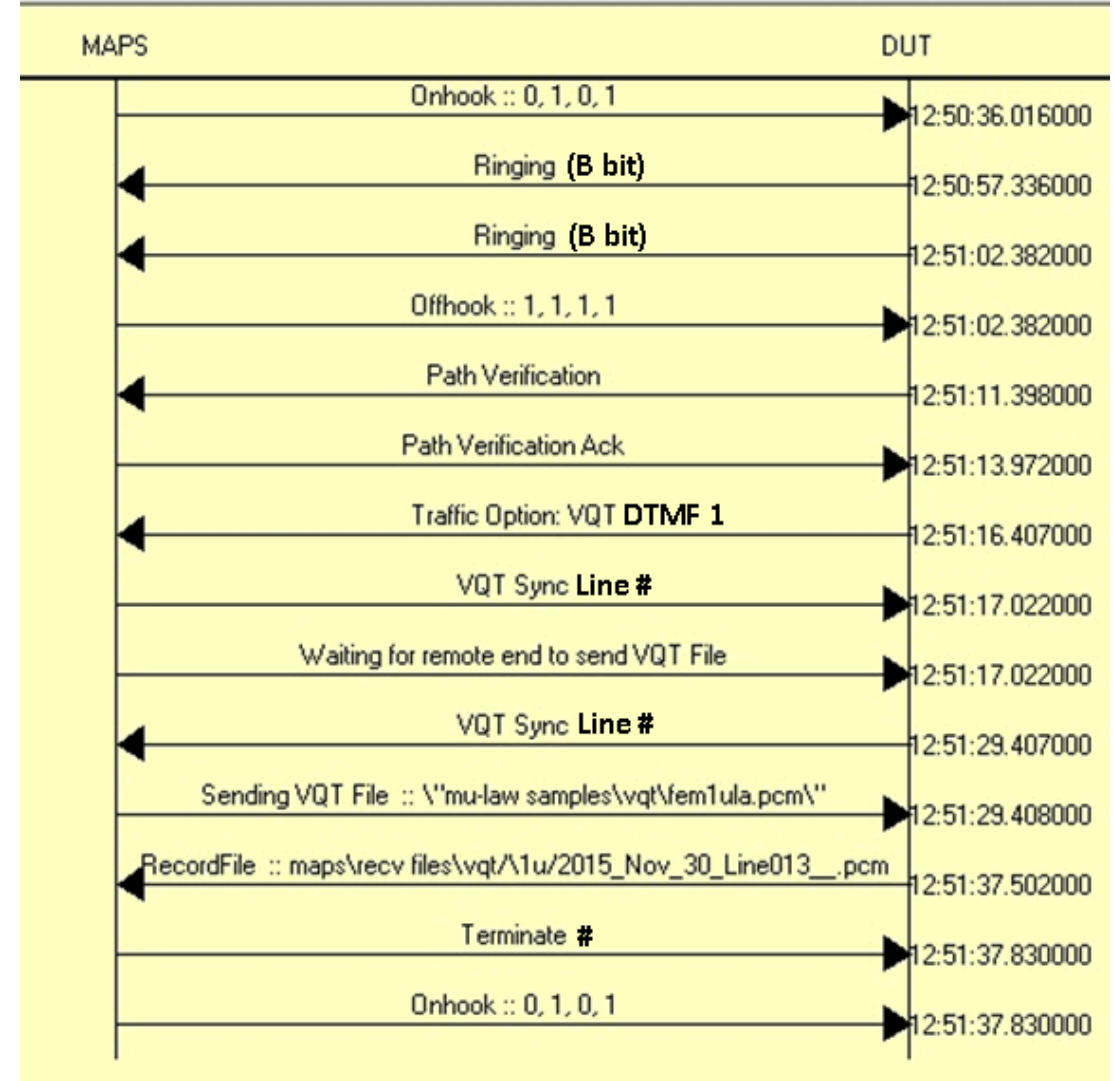 MAPS DUT
Onhook :: 0, 1, 0, 1
12:50:36.016000
Ringing (B bit)
12:50:57.336000
Ringing (B bit)
12:51:02.382000
Offhook :: 1, 1, 1, 1
12:51:02.382000
Path Verification
12:51:11.398000
Path Verification Ack
12:51:13.972000
Traffic Option: VQT DTMF 1
12:51:16.407000
VQT Sync Line #
12:51:17.022000
Waiting for remote end to send VQT File
12:51:17.022000
VQT Sync Line #
12:51:29.407000
Sending VQT File :: \"mu-law samples\vqt\fem1ula.pcm\"
12:51:29.408000
RecordFile :: maps\recv files\vqt/\1u/2015_Nov_30_Line013__.pcm
12:51:37.502000
Terminate #
12:51:37.830000
Onhook :: 0, 1, 0, 1
12:51:37.830000